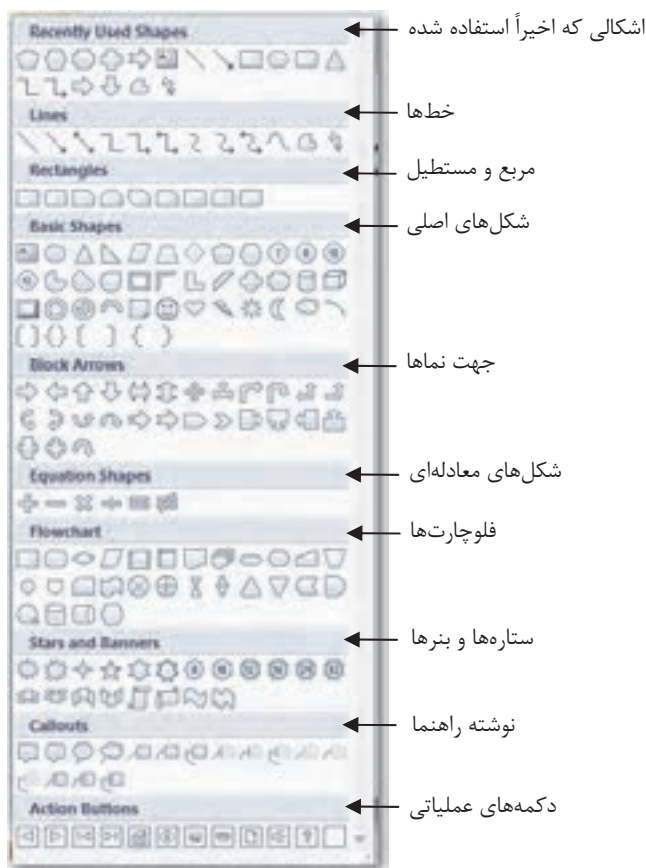 Recently Used Shapes
اشکالی که اخیراً استفاده شده
Lines
خط‌ها
Rectangles
مربع و مستطیل
Basic Shapes
شکل‌های اصلی
Block Arrows
جهت نماها
Equation Shapes
شکل‌های معادله‌ای
Flowchart
فلوچارت‌ها
Stars and Banners
ستاره‌ها و بنرها
Callouts
نوشته راهنما
Action Buttons
دکمه‌های عملیاتی